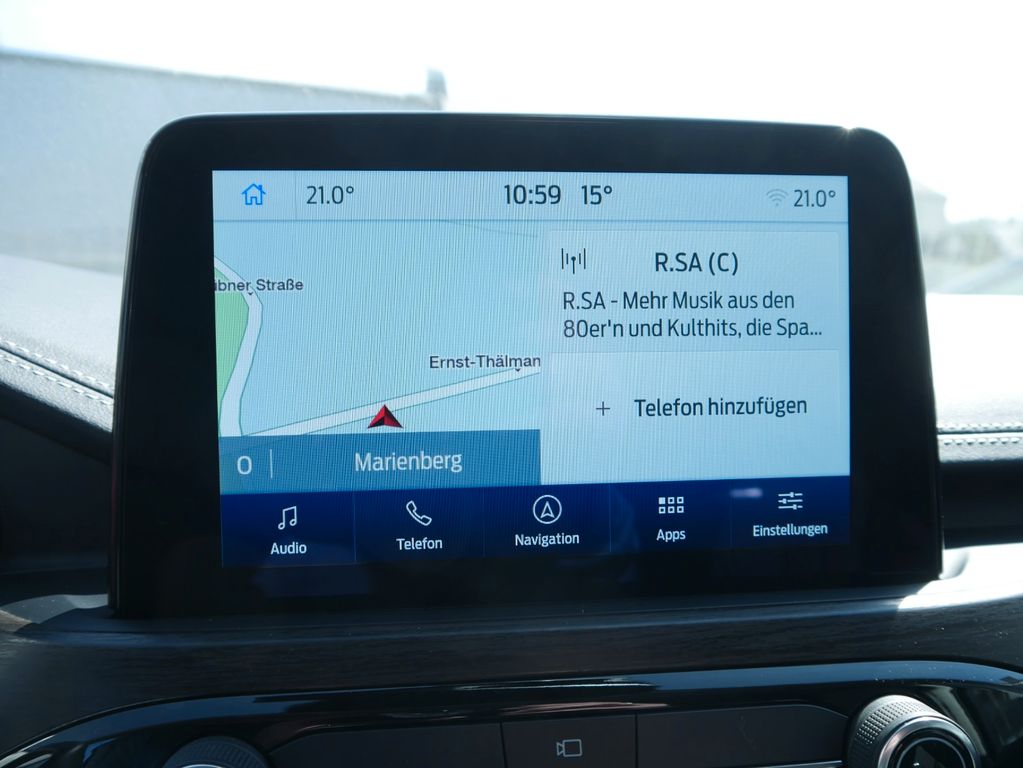 21.0° 10:59 15° 21.0°
R.SA (C)
R.SA - Mehr Musik aus den
80er'n und Kulthits, die Spa...
Telefon hinzufügen
ibner Straße
Ernst-Thälman
O Marienberg
Audio Telefon Navigation Apps Einstellungen